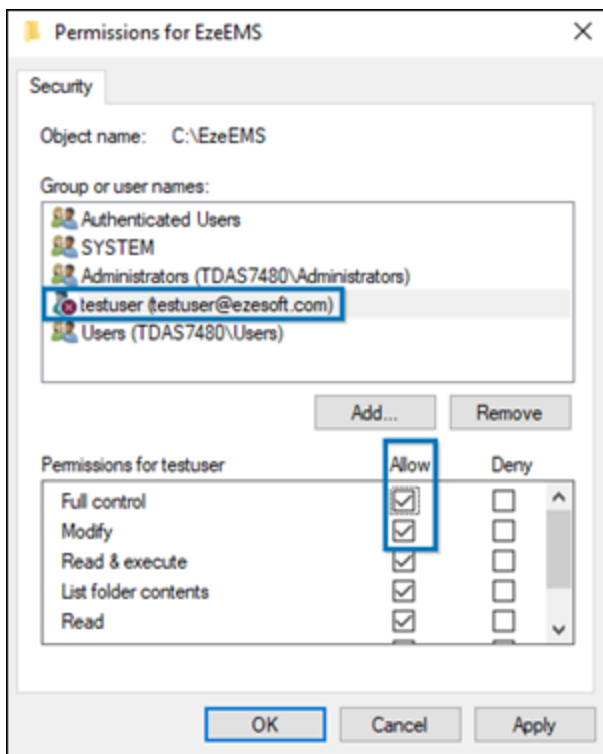 Permissions for EzeEMS
Security
Object name: C:\EzeEMS
Group or user names:
Authenticated Users
SYSTEM
Administrators (TDAS7480\Administrators)
testuser (testuser@ezesoft.com)
Users (TDAS7480\Users)
Add... Remove
Permissions for testuser Allow Deny
Full control
Modify
Read & execute
List folder contents
Read
OK Cancel Apply